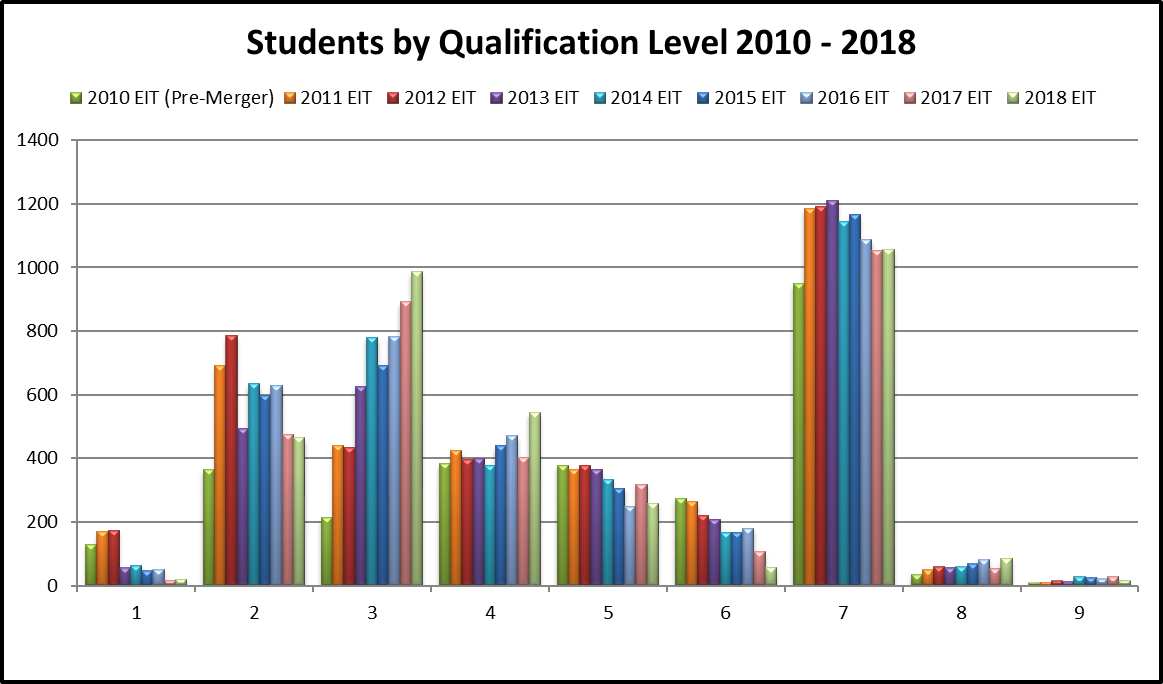 Students by Qualification Level 2010 - 2018
2010 EIT (Pre-Merger) 2011 EIT 2012 EIT 2013 EIT 2014 EIT 2015 EIT 2016 EIT 2017 EIT 2018 EIT
1400
1200
1000
800
600
400
200
0
1 2 3 4 5 6 7 8 9